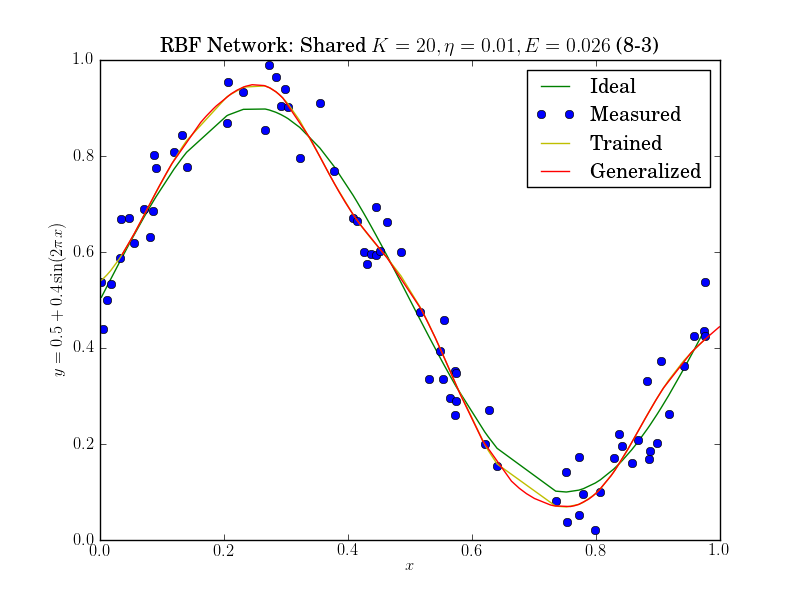 RBF Network: Shared K = 20, η = 0.01, E = 0.026 (8-3)
1.0
0.8
0.6
0.4
0.2
0.0
y = 0.5 + 0.4 sin(2πx)
Ideal
Measured
Trained
Generalized
0.0 0.2 0.4 0.6 0.8 1.0
x